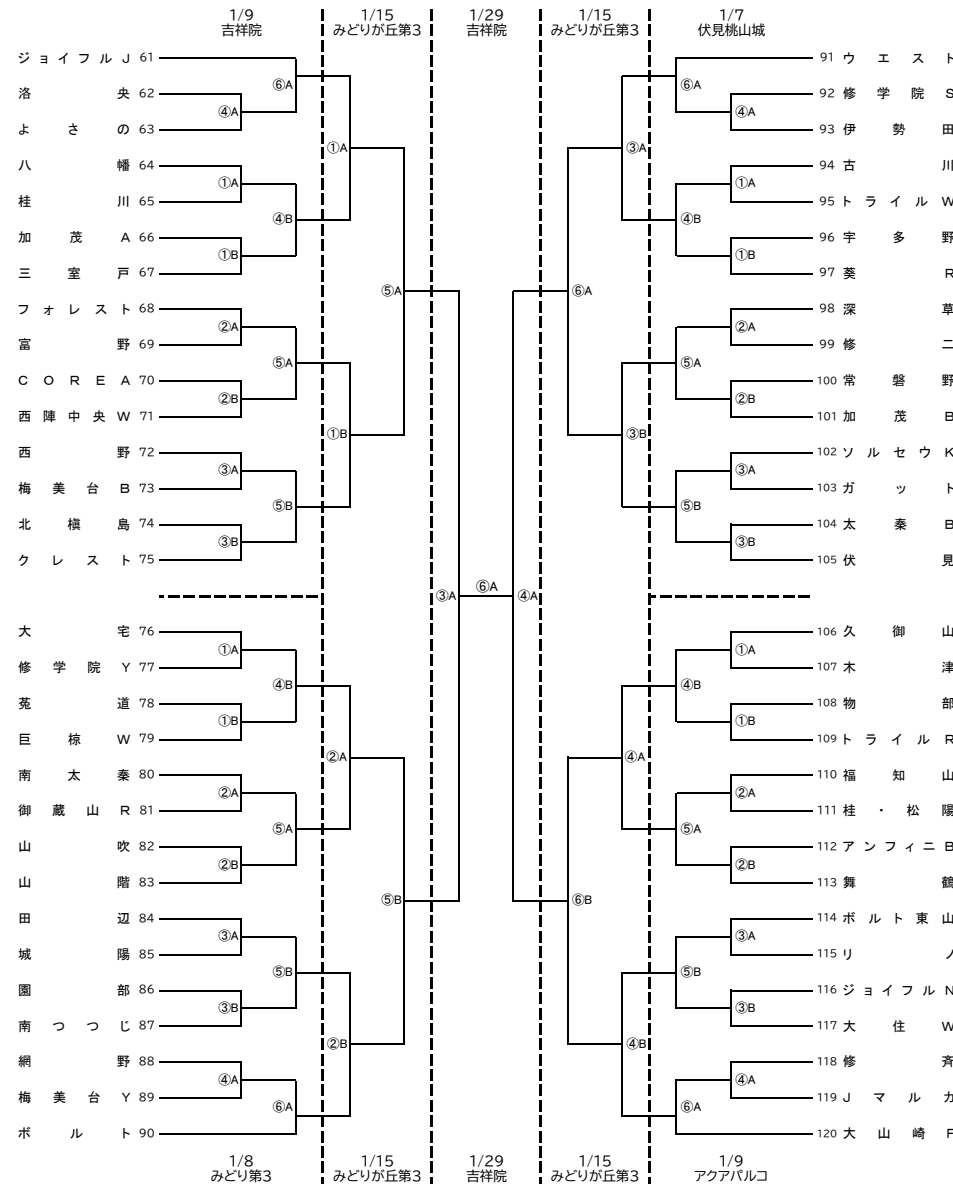 1/9 1/15 1/29 1/15 1/7
吉祥院 みどりが丘第3 吉祥院 みどりが丘第3 伏見桃山城
ジョイフルJ 61 91 ウエスト
⑥A ⑥A
洛央 62 92 修学院S
④A ④A
よさの 63 93 伊勢田
①A ③A
八幡 64 94 古川
①A ①A
桂川 65 95 トライルW
④B ④B
加茂A 66 96 宇多野
①B ①B
三室戸 67 97 葵R
⑤A ⑥A
フォレスト 68 98 深草
②A ②A
富野 69 99 修二
⑤A ⑤A
COREA 70 100 常磐野
②B ②B
西陣中央W 71 101 加茂B
①B ③B
西野 72 102 ソルセウK
③A ③A
梅美台B 73 103 ガット
⑤B ⑤B
北槇島 74 104 太秦B
③B ③B
クレスト 75 105 伏見
⑥A
③A ④A
大宅 76 106 久御山
①A ①A
修学院Y 77 107 木津
④B ④B
菟道 78 108 物部
①B ①B
巨椋W 79 109 トライルR
②A ④A
南太秦 80 110 福知山
②A ②A
御蔵山R 81 111 桂・松陽
⑤A ⑤A
山吹 82 112 アンフィニB
②B ②B
山階 83 113 舞鶴
⑤B ⑥B
田辺 84 114 ボルト東山
③A ③A
城陽 85 115 リノ
⑤B ⑤B
園部 86 116 ジョイフルN
③B ③B
南つつじ 87 117 大住W
②B ④B
網野 88 118 修斉
④A ④A
梅美台Y 89 119 Jマルカ
⑥A ⑥A
ボルト 90 120 大山崎F
1/8 1/15 1/29 1/15 1/9
みどり第3 みどりが丘第3 吉祥院 みどりが丘第3 アクアパルコ